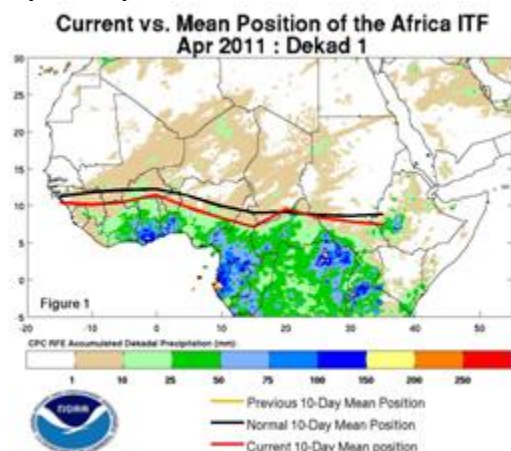 Current vs. Mean Position of the Africa ITF
Apr 2011 : Dekad 1
30
25
20
15
10
5
0
-5
Figure 1
-20 -10 0 10 20 30 40 50
CPC RFE Accumulated Dekadal Precipitation (mm):
1 10 25 50 75 100 150 200 250
NOAA
Previous 10-Day Mean Position
Normal 10-Day Mean Position
Current 10-Day Mean position